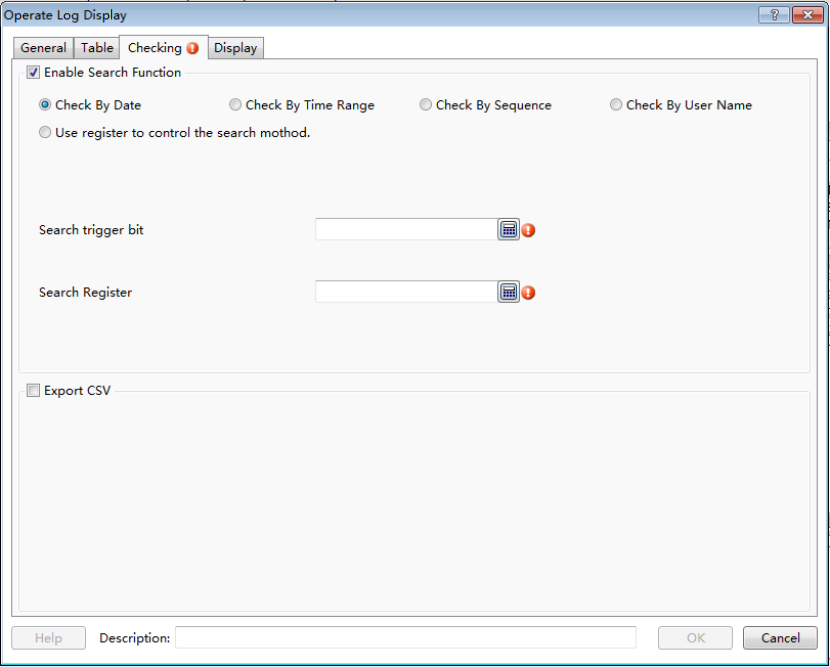 Operate Log Display
General Table Checking Display
Enable Search Function
Check By Date Check By Time Range Check By Sequence Check By User Name
Use register to control the search mothod.
Search trigger bit
Search Register
Export CSV
Help Description: OK Cancel